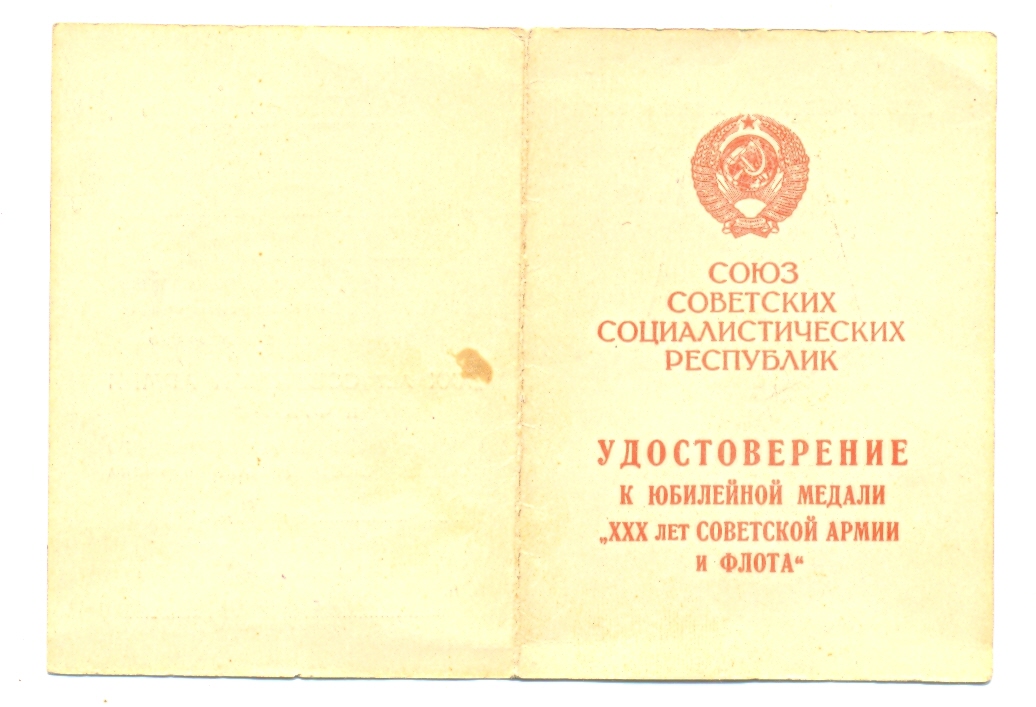 СОЮЗ
СОВЕТСКИХ
СОЦИАЛИСТИЧЕСКИХ
РЕСПУБЛИК
УДОСТОВЕРЕНИЕ
К ЮБИЛЕЙНОЙ МЕДАЛИ
„XXX лет СОВЕТСКОЙ АРМИИ
И ФЛОТА“